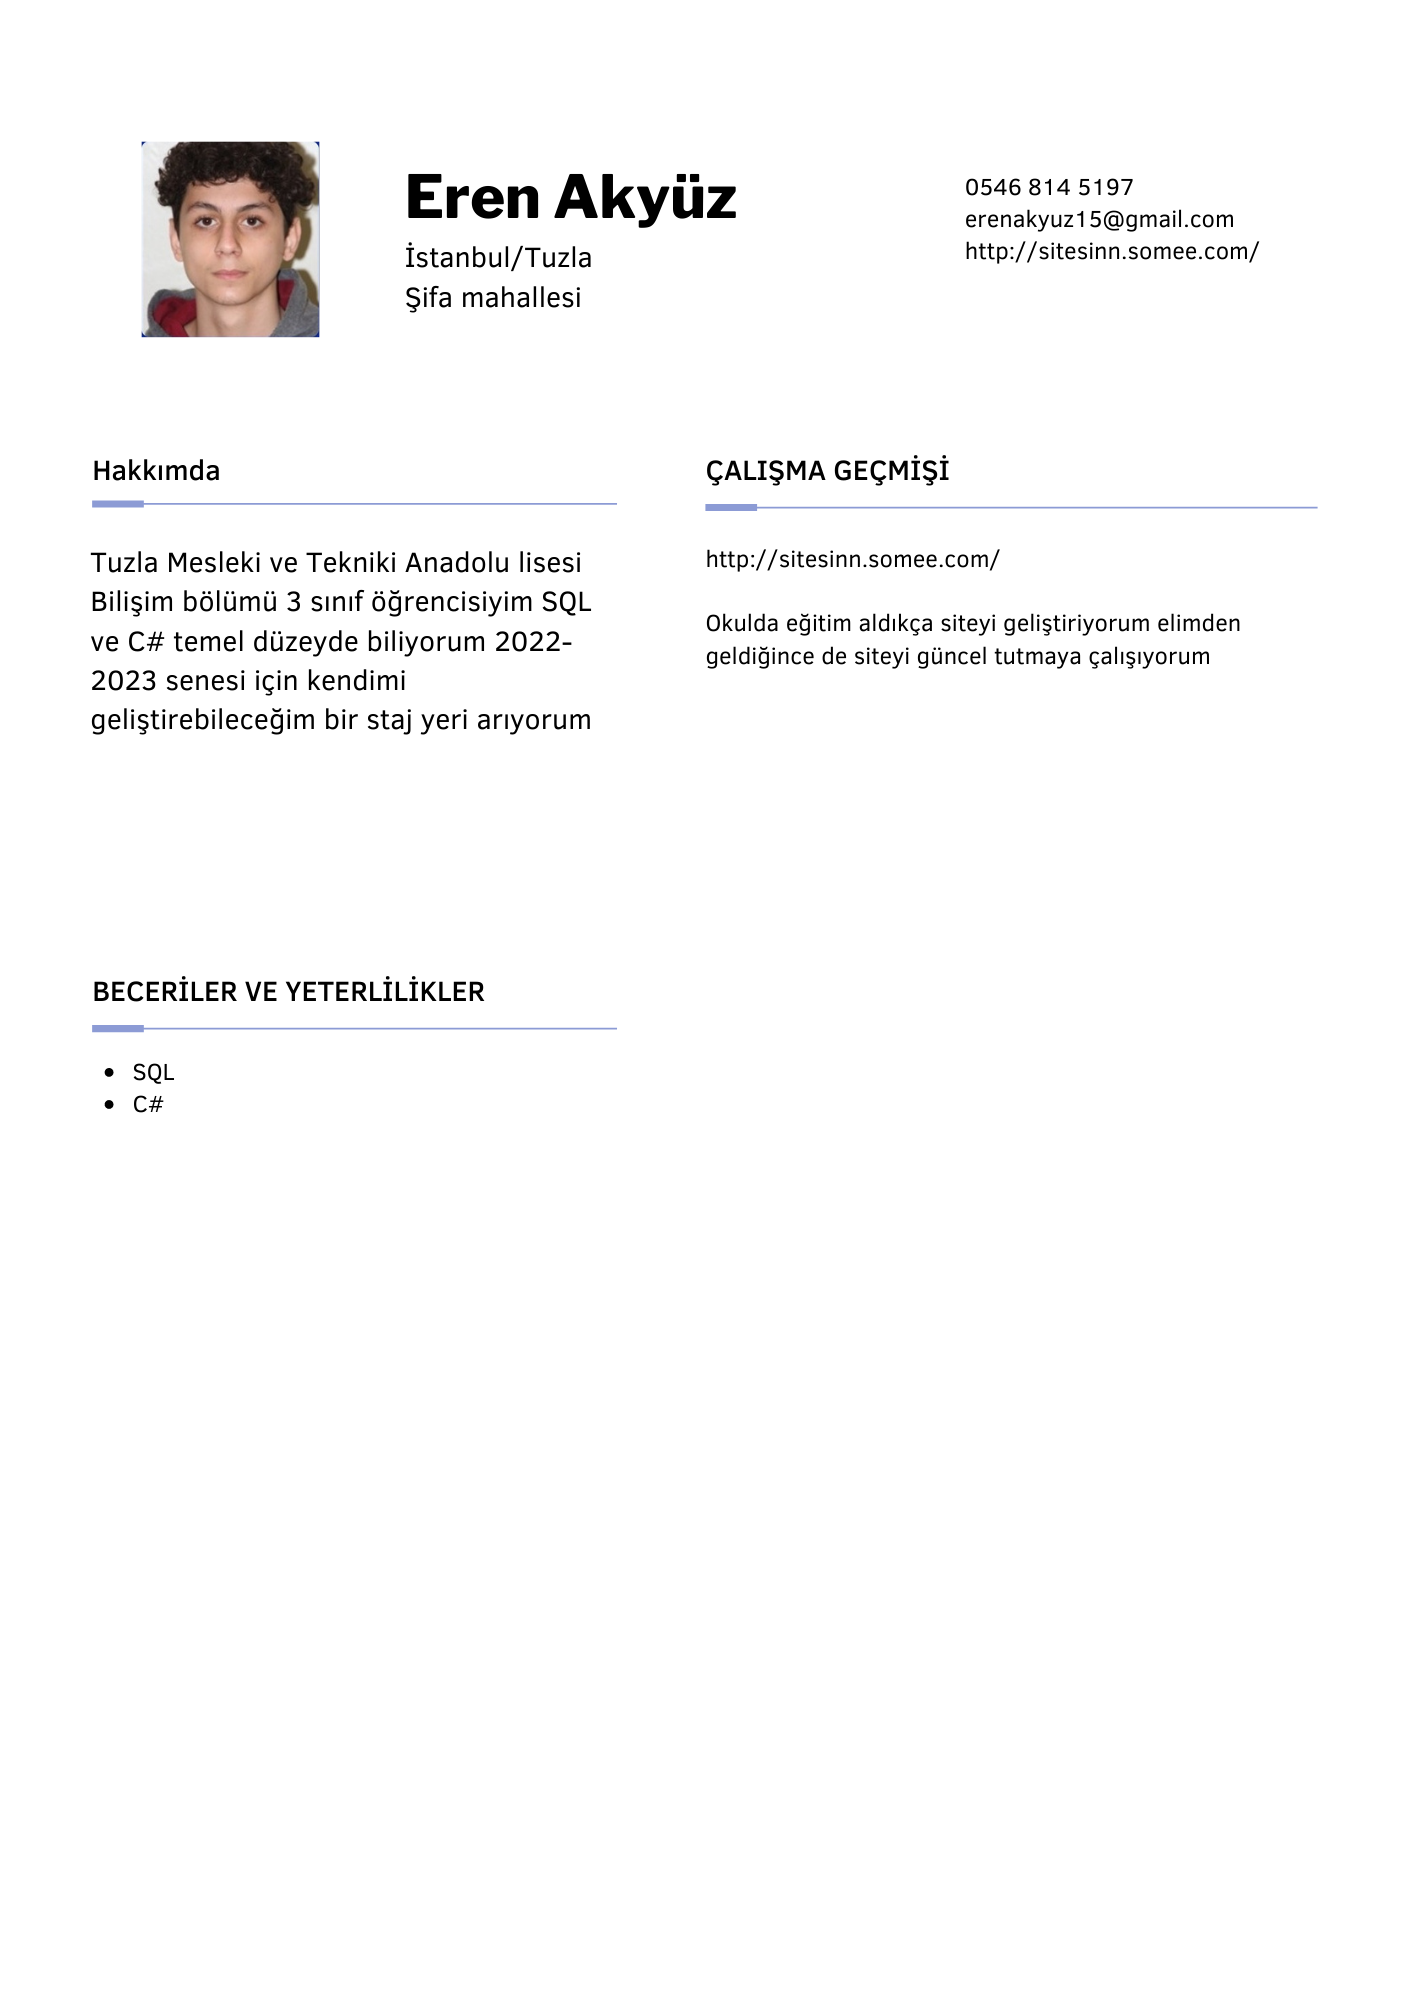 Eren Akyüz
İstanbul/Tuzla
Şifa mahallesi
0546 814 5197
erenakyuz15@gmail.com
http://sitesinn.somee.com/
Hakkımda
Tuzla Mesleki ve Tekniki Anadolu lisesi
Bilişim bölümü 3 sınıf öğrencisiyim SQL
ve C# temel düzeyde biliyorum 2022-
2023 senesi için kendimi
geliştirebileceğim bir staj yeri arıyorum
ÇALIŞMA GEÇMİŞİ
http://sitesinn.somee.com/
Okulda eğitim aldıkça siteyi geliştiriyorum elimden
geldiğince de siteyi güncel tutmaya çalışıyorum
BECERİLER VE YETERLİLİKLER
• SQL
• C#